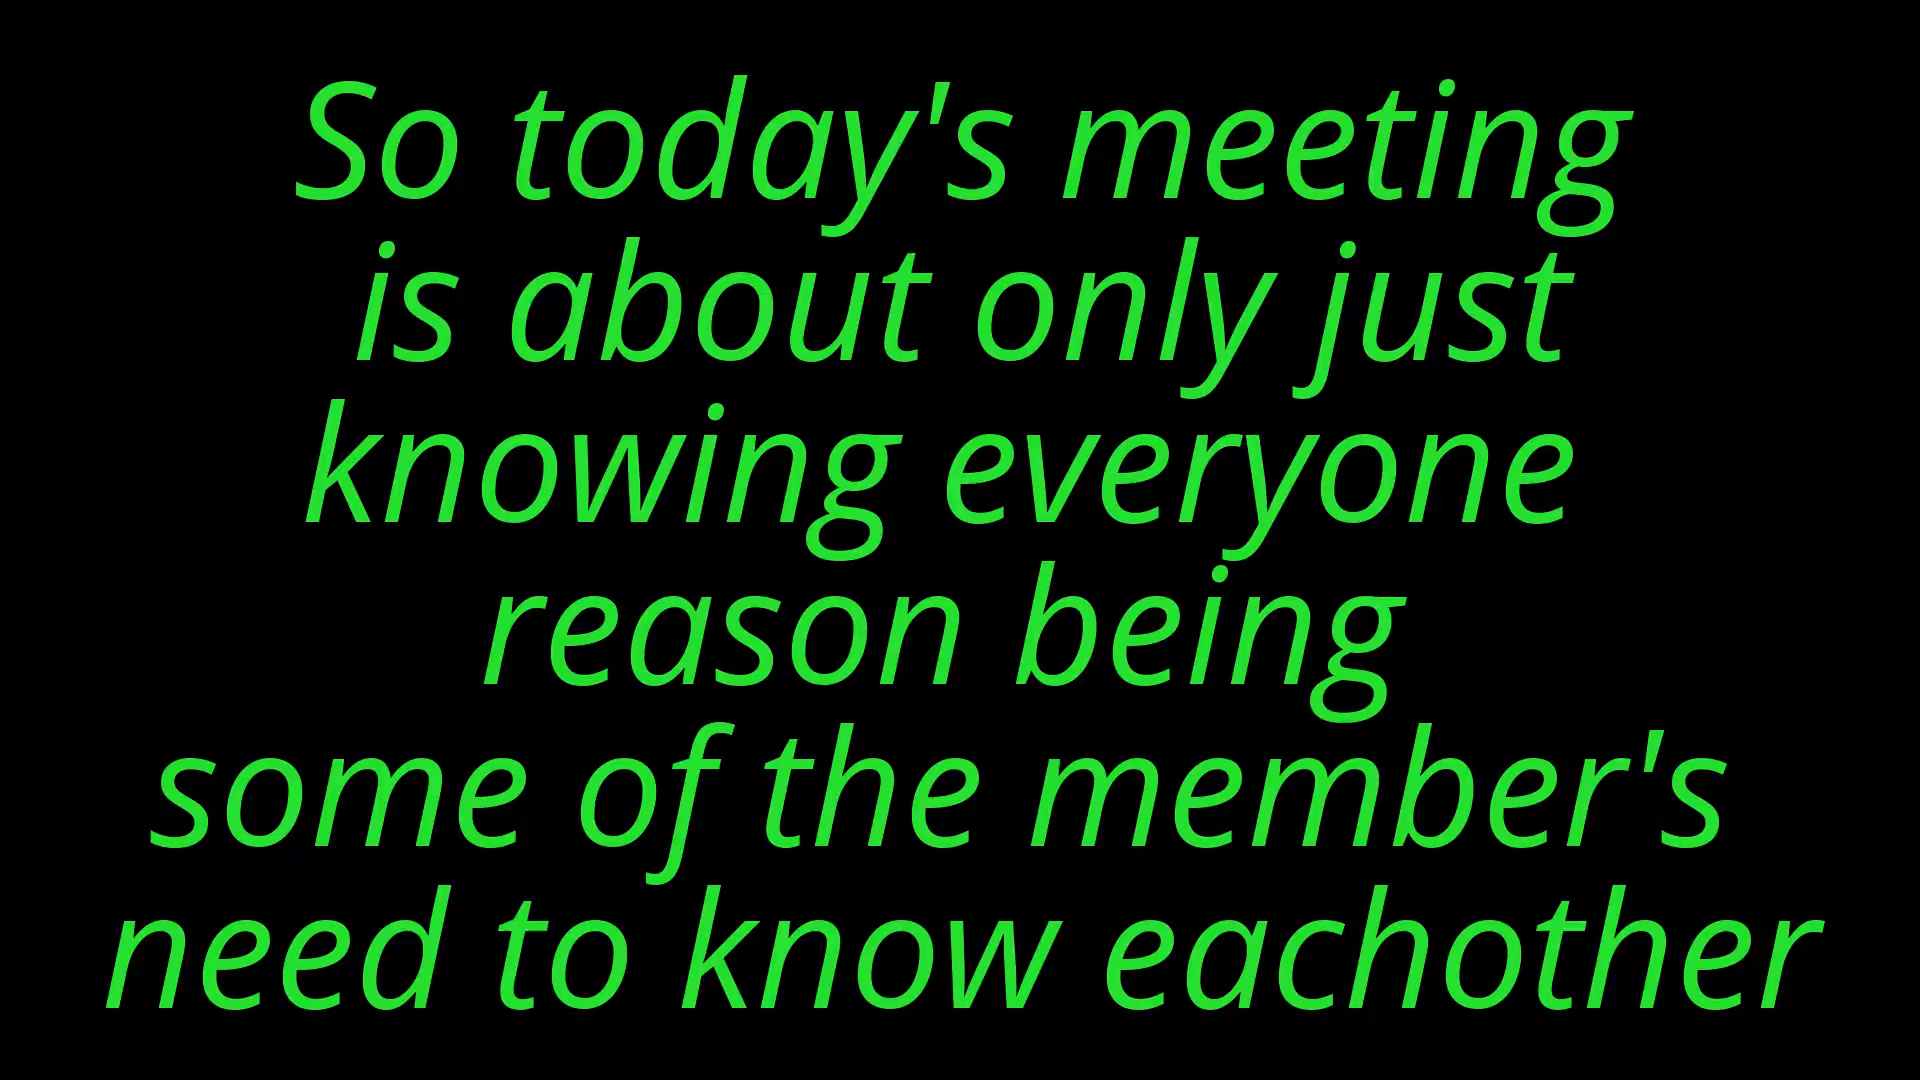 So today's meeting
is about only just
knowing everyone
reason being
some of the member's
need to know eachother